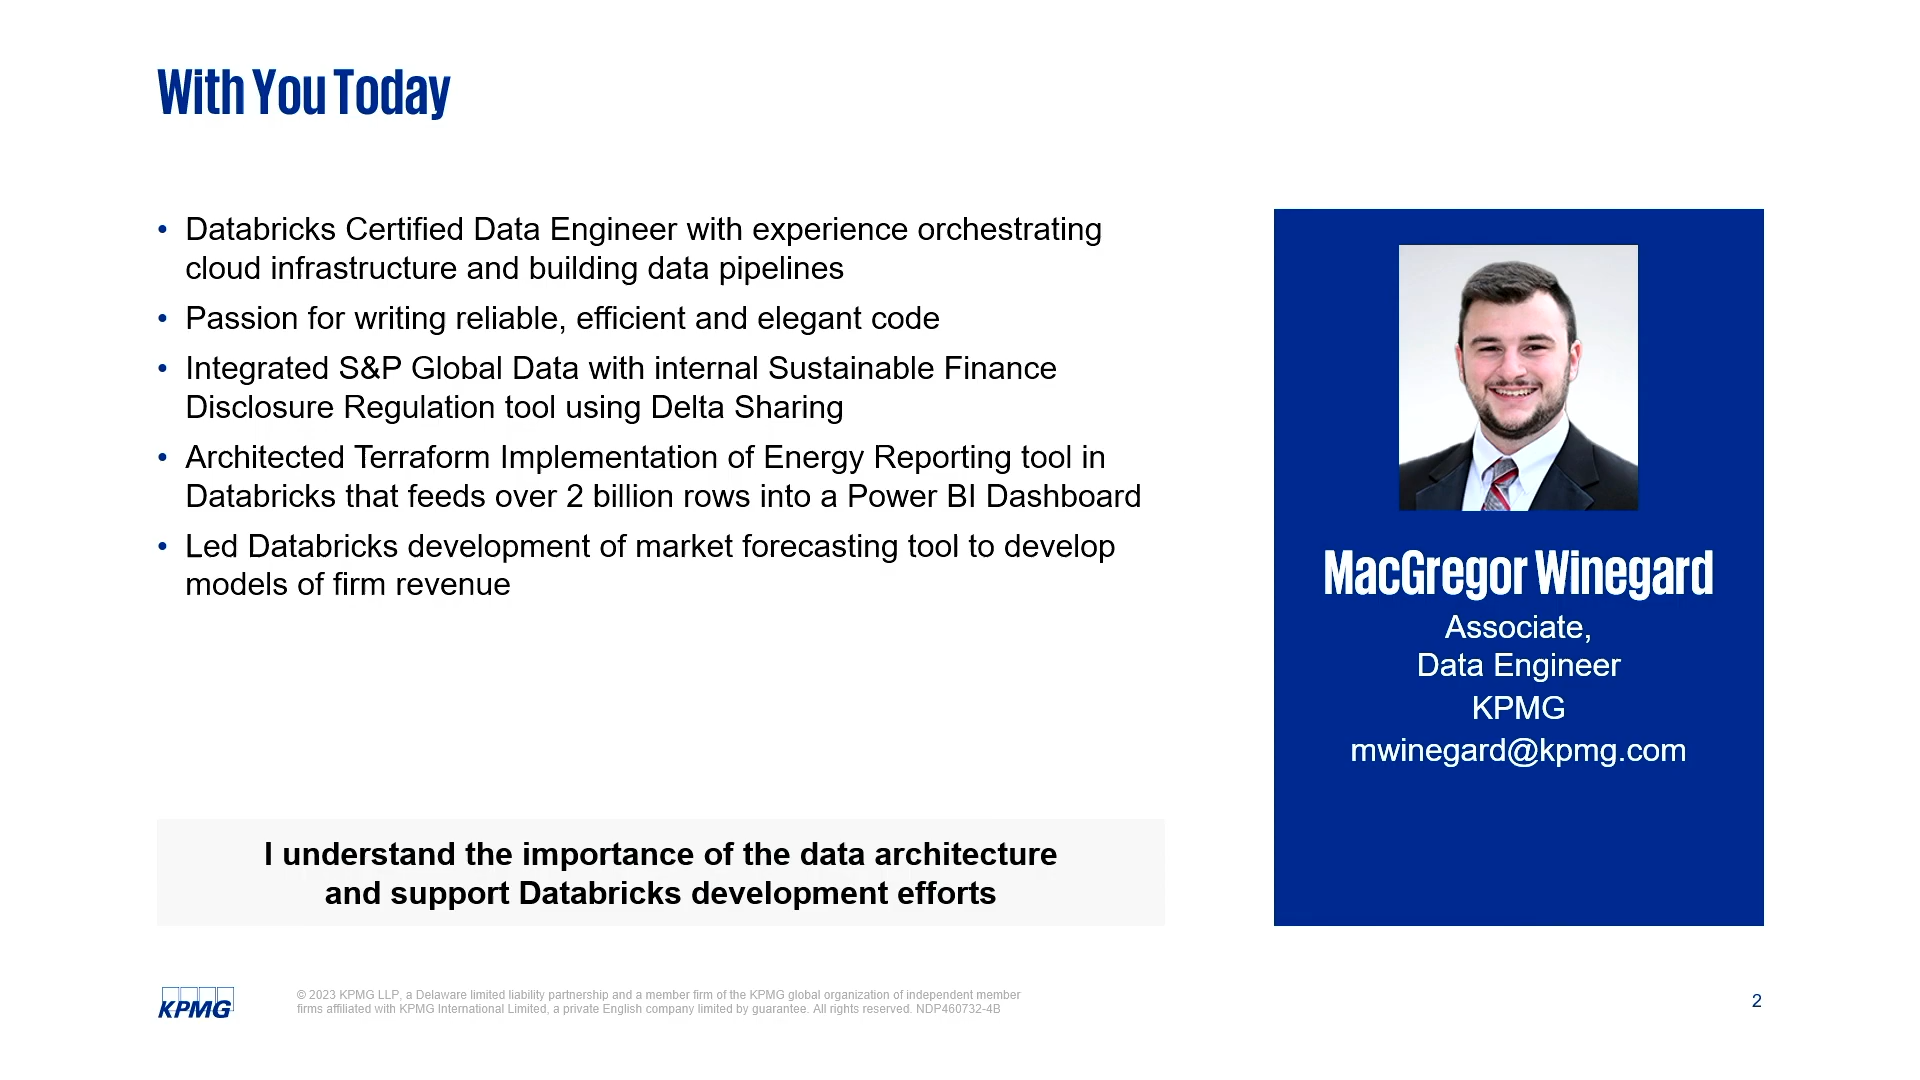 With You Today
• Databricks Certified Data Engineer with experience orchestrating
cloud infrastructure and building data pipelines
• Passion for writing reliable, efficient and elegant code
• Integrated S&P Global Data with internal Sustainable Finance
Disclosure Regulation tool using Delta Sharing
• Architected Terraform Implementation of Energy Reporting tool in
Databricks that feeds over 2 billion rows into a Power BI Dashboard
• Led Databricks development of market forecasting tool to develop
models of firm revenue
I understand the importance of the data architecture
and support Databricks development efforts
MacGregor Winegard
Associate,
Data Engineer
KPMG
mwinegard@kpmg.com
KPMG
© 2023 KPMG LLP, a Delaware limited liability partnership and a member firm of the KPMG global organization of independent member
firms affiliated with KPMG International Limited, a private English company limited by guarantee. All rights reserved. NDP460732-4B
2